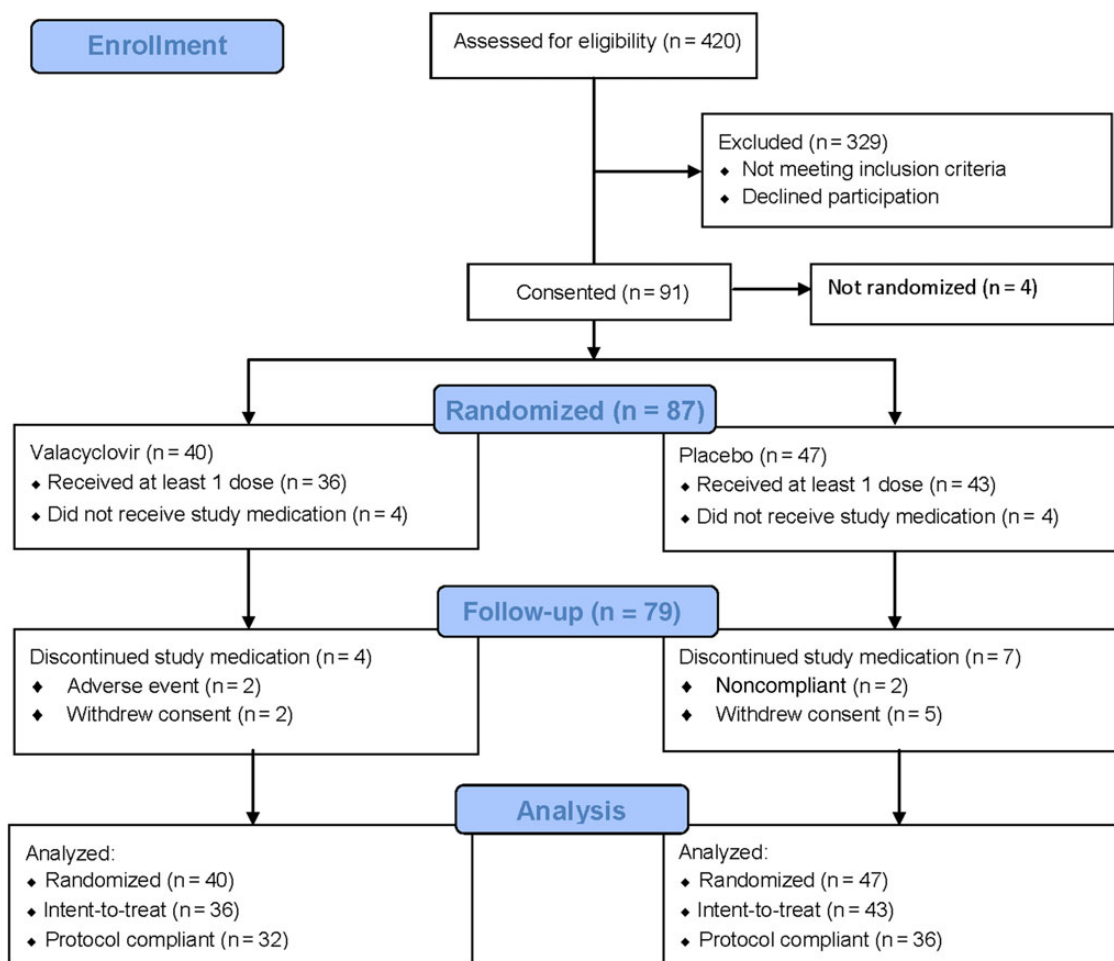 Enrollment
Assessed for eligibility (n = 420)
Excluded (n = 329)
♦ Not meeting inclusion criteria
♦ Declined participation
Consented (n = 91)
Not randomized (n = 4)
Randomized (n = 87)
Valacyclovir (n = 40)
♦ Received at least 1 dose (n = 36)
♦ Did not receive study medication (n = 4)
Placebo (n = 47)
♦ Received at least 1 dose (n = 43)
♦ Did not receive study medication (n = 4)
Follow-up (n = 79)
Discontinued study medication (n = 4)
♦ Adverse event (n = 2)
♦ Withdrew consent (n = 2)
Discontinued study medication (n = 7)
♦ Noncompliant (n = 2)
♦ Withdrew consent (n = 5)
Analysis
Analyzed:
♦ Randomized (n = 40)
♦ Intent-to-treat (n = 36)
♦ Protocol compliant (n = 32)
Analyzed:
♦ Randomized (n = 47)
♦ Intent-to-treat (n = 43)
♦ Protocol compliant (n = 36)